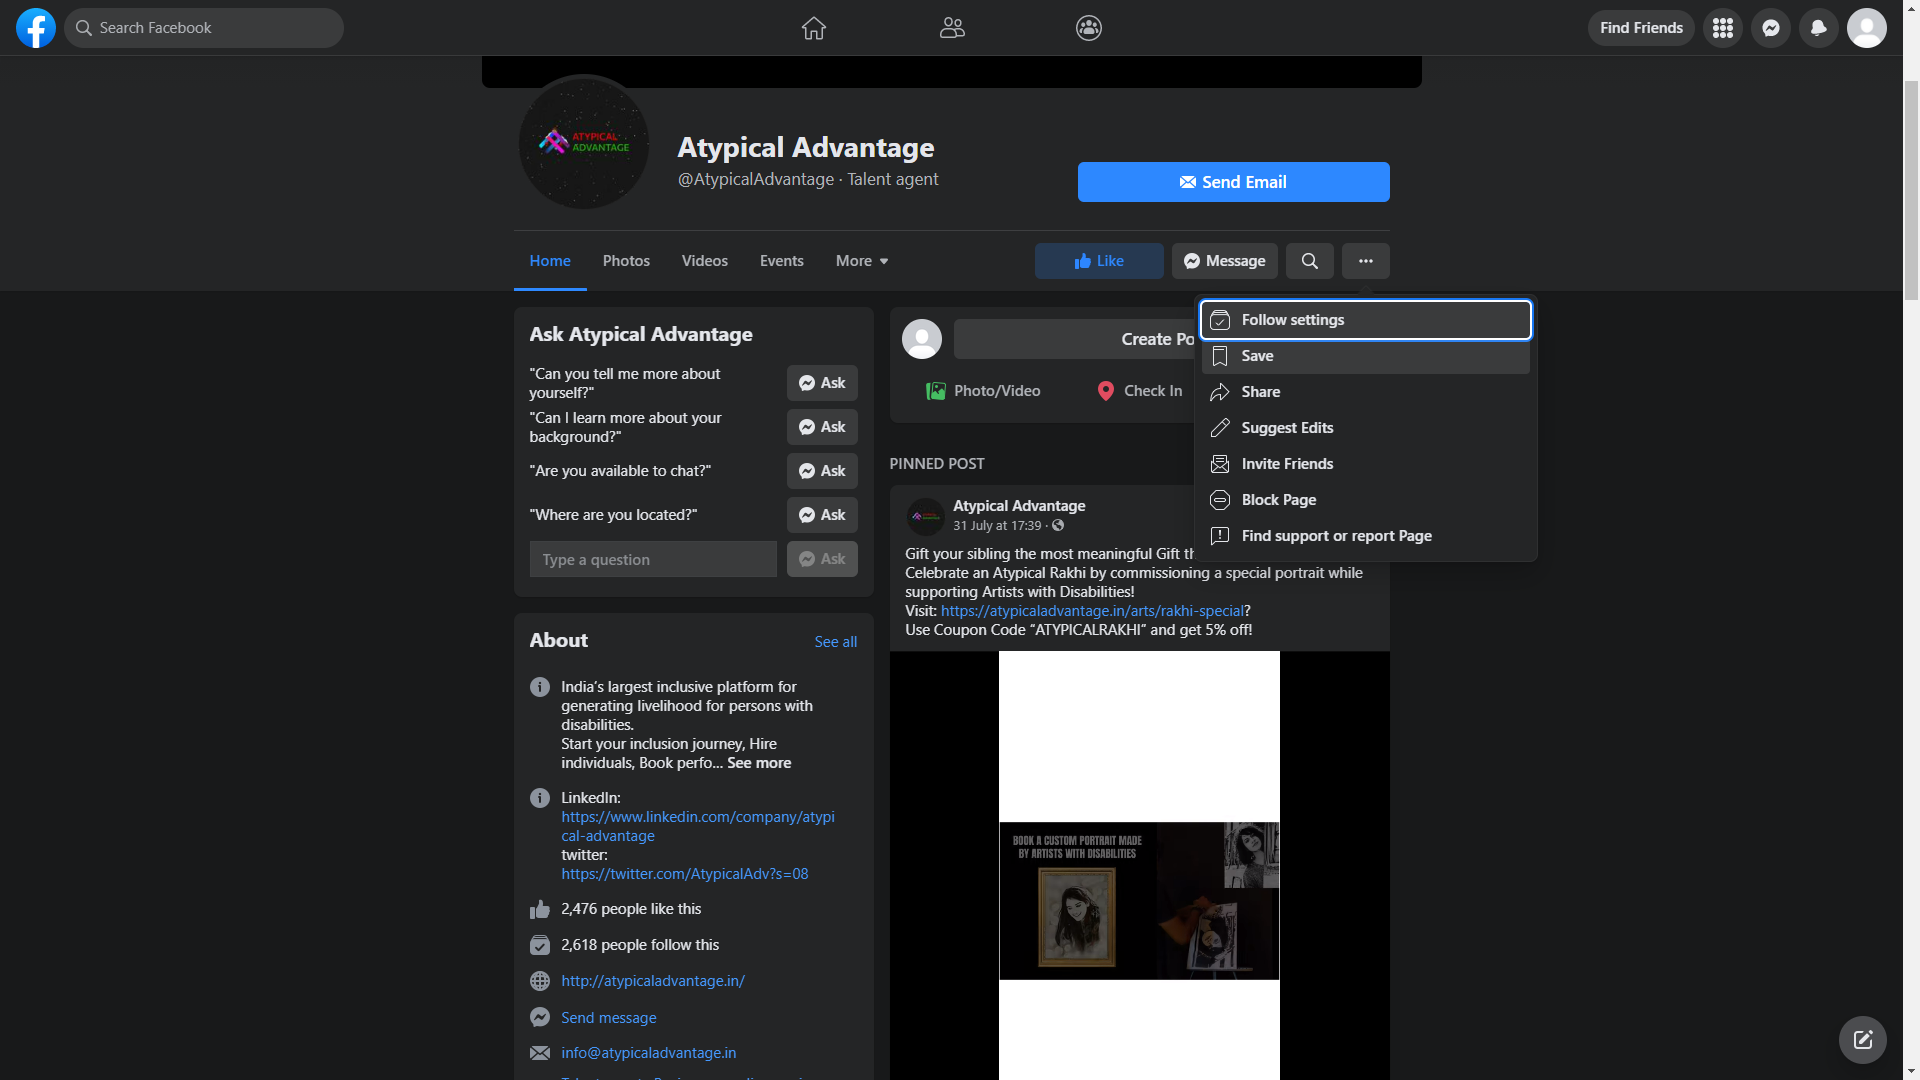 Search Facebook
Find Friends
ATYPICAL
ADVANTAGE
Atypical Advantage
@AtypicalAdvantage · Talent agent
Send Email
Home
Photos
Videos
Events
More
Like
Message
Ask Atypical Advantage
"Can you tell me more about
yourself?"
Ask
"Can I learn more about your
background?"
Ask
"Are you available to chat?"
Ask
"Where are you located?"
Ask
Type a question
Ask
About
See all
India's largest inclusive platform for
generating livelihood for persons with
disabilities.
Start your inclusion journey, Hire
individuals, Book perfo... See more
LinkedIn:
https://www.linkedin.com/company/atypi
cal-advantage
twitter:
https://twitter.com/AtypicalAdv?s=08
2,476 people like this
2,618 people follow this
http://atypicaladvantage.in/
Send message
info@atypicaladvantage.in
Create Po
Photo/Video
Check In
Follow settings
Save
Share
Suggest Edits
Invite Friends
Block Page
Find support or report Page
PINNED POST
Atypical Advantage
31 July at 17:39 ·
Gift your sibling the most meaningful Gift th
Celebrate an Atypical Rakhi by commissioning a special portrait while
supporting Artists with Disabilities!
Visit: https://atypicaladvantage.in/arts/rakhi-special?
Use Coupon Code “ATYPICALRAKHI” and get 5% off!
BOOK A CUSTOM PORTRAIT MADE
BY ARTISTS WITH DISABILITIES